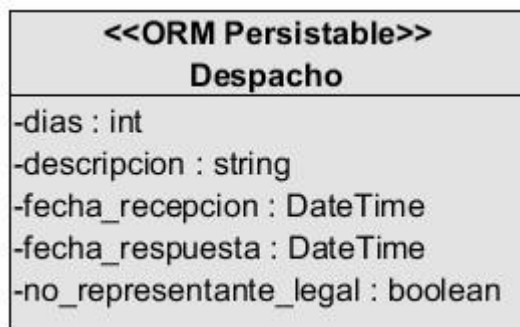 <<ORM Persistable>>
Despacho
-dias : int
-descripcion : string
-fecha_recepcion : DateTime
-fecha_respuesta : DateTime
-no_representante_legal : boolean